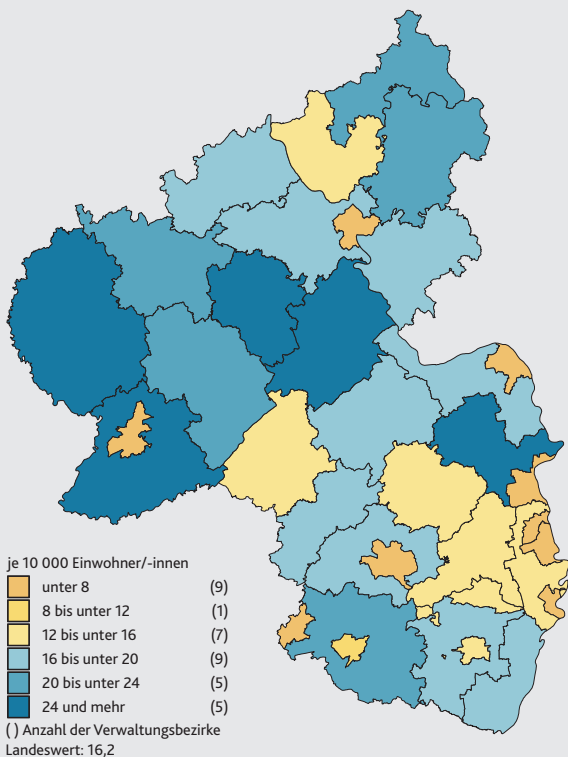 je 10 000 Einwohner/-innen
unter 8 (9)
8 bis unter 12 (1)
12 bis unter 16 (7)
16 bis unter 20 (9)
20 bis unter 24 (5)
24 und mehr (5)
( ) Anzahl der Verwaltungsbezirke
Landeswert: 16,2